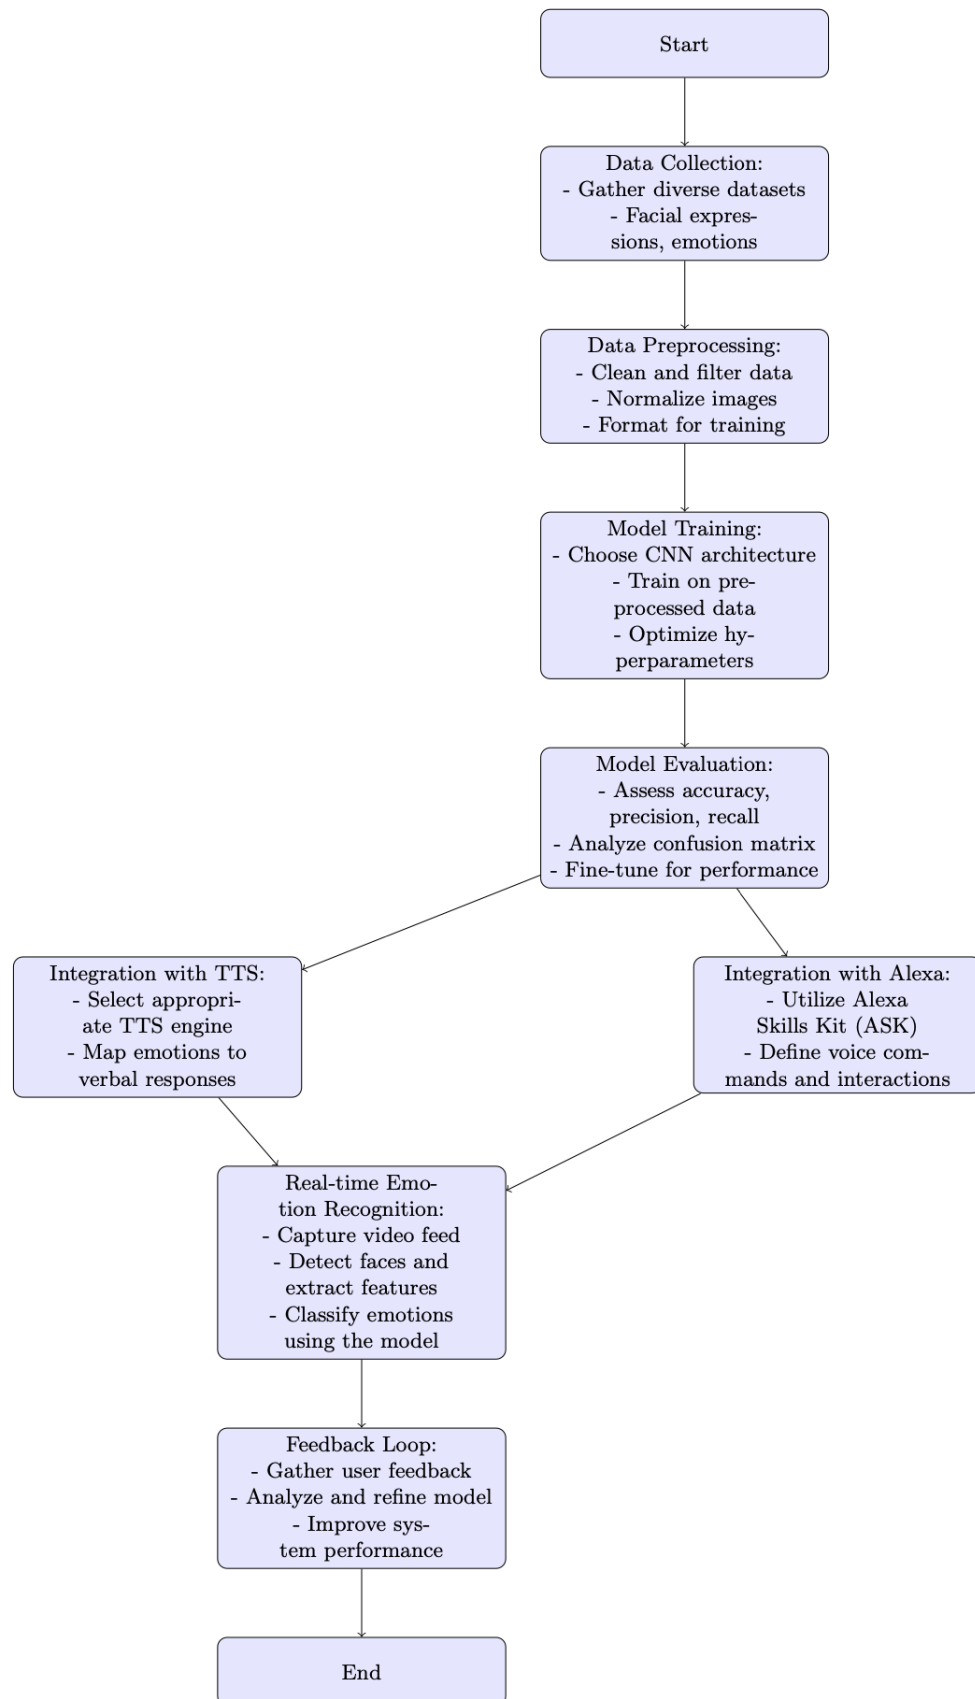 Start
Data Collection:
- Gather diverse datasets
- Facial expres-
sions, emotions
Data Preprocessing:
- Clean and filter data
- Normalize images
- Format for training
Model Training:
- Choose CNN architecture
- Train on pre-
processed data
- Optimize hy-
perparameters
Model Evaluation:
- Assess accuracy,
precision, recall
- Analyze confusion matrix
- Fine-tune for performance
Integration with TTS:
- Select appropri-
ate TTS engine
- Map emotions to
verbal responses
Integration with Alexa:
- Utilize Alexa
Skills Kit (ASK)
- Define voice com-
mands and interactions
Real-time Emo-
tion Recognition:
- Capture video feed
- Detect faces and
extract features
- Classify emotions
using the model
Feedback Loop:
- Gather user feedback
- Analyze and refine model
- Improve sys-
tem performance
End